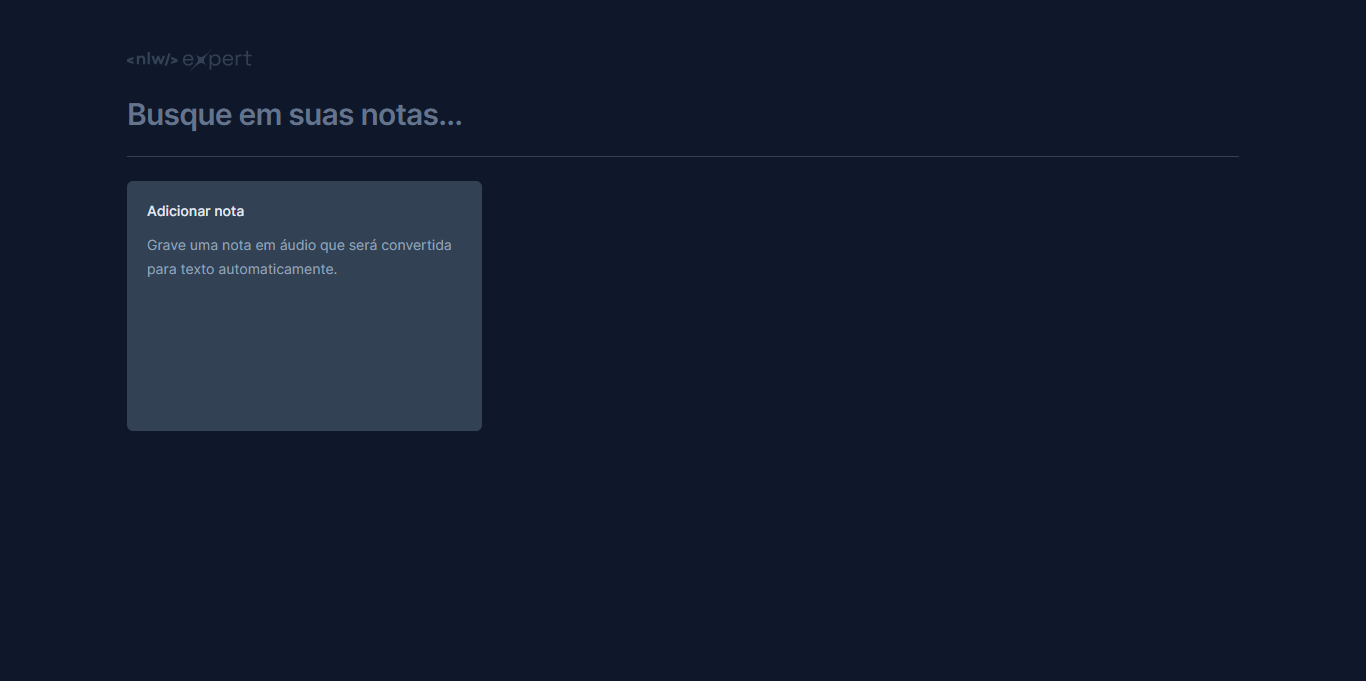 <nlw/> expert
Busque em suas notas...
Adicionar nota
Grave uma nota em áudio que será convertida
para texto automaticamente.